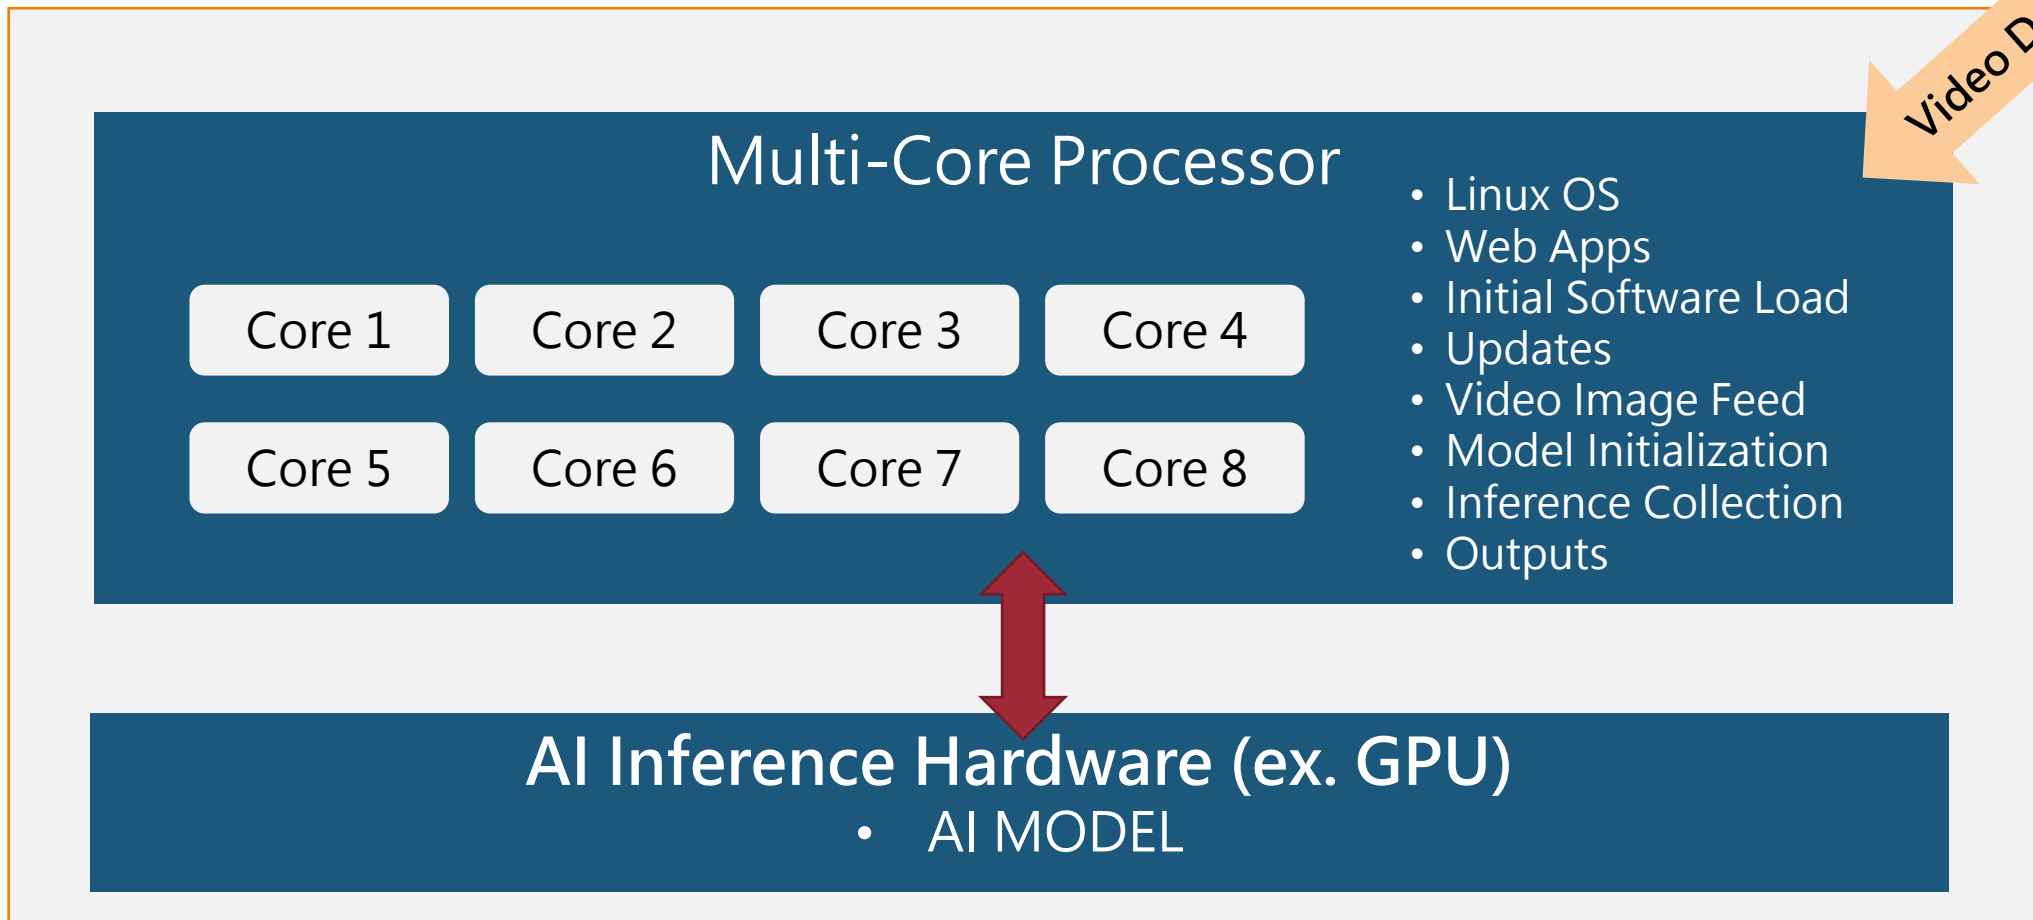 Video D
Multi-Core Processor
Core 1 Core 2 Core 3 Core 4
Core 5 Core 6 Core 7 Core 8
• Linux OS
• Web Apps
• Initial Software Load
• Updates
• Video Image Feed
• Model Initialization
• Inference Collection
• Outputs
AI Inference Hardware (ex. GPU)
• AI MODEL